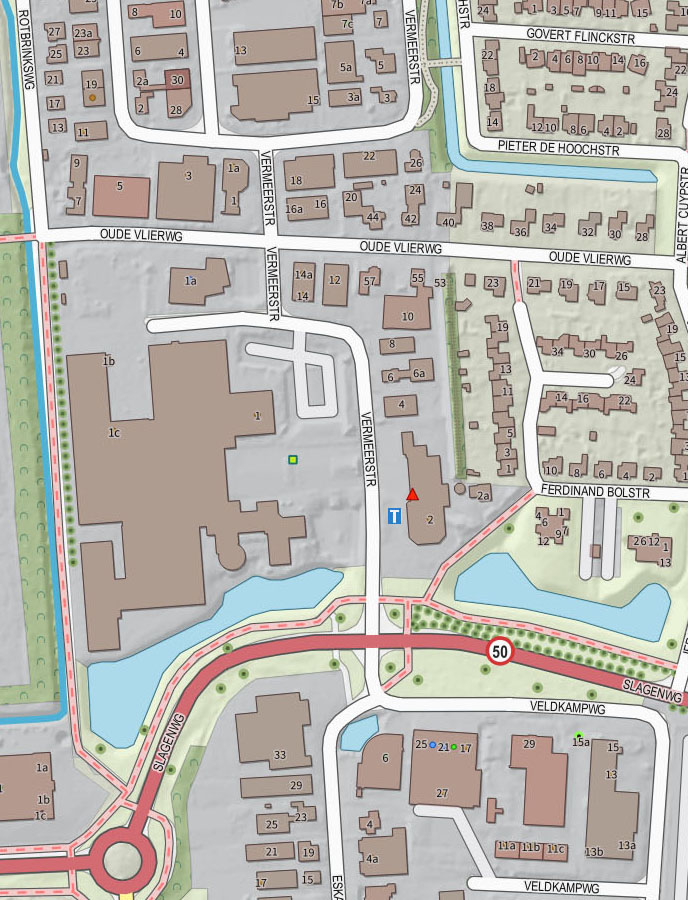 7b 7a
24 1 3 5 7 9 11 15
ROTBRINKSWG
VERMEERSTR
HSTR
27 23a
8 10
7c 7
GOVERT FLINCKSTR
25 23
6 4
13
5a 5
22 2 4 6 8 10 14 16
21 19
2a 30
18 24
17
2 28
15 3a 3
13 11
14 12 10 8 6 4 2 28
PIETER DE HOOCHSTR
9
3 1a
18 22 26
5
VERMEERSTR
ALBERT CUYPSTR
7 1
16a 16 20 24
44 42 40
38 36 34 32 30 28
OUDE VLIERWG
OUDE VLIERWG
OUDE VLIERWG
VERMEERSTR
1a
14a 12 57 55 53
14
21 19 17 15 23
10
19
19
8
34 30 26
15
1b
13
6 6a
24
13
11
1
4
14 16 22
1c
VERMEERSTR
5
3
1
10 8 6 4 2
2a
FERDINAND BOLSTR
T
2
4 1
6 7
12 9
26 12 1
13
50
SLAGENWG
VELDKAMPWG
SLAGENWG
33
6
25 21 17
29
15a 15
1a
13
1b
29
27
1c
25 23
4
21 19
4a
11a 11b 11c
13b 13a
17 15
ESKA
VELDKAMPWG